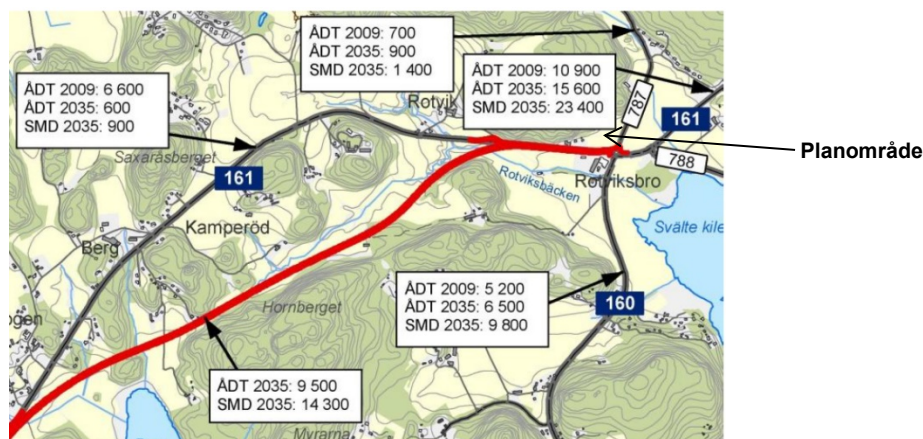 ÅDT 2009: 700
ÅDT 2035: 900
SMD 2035: 1 400
ÅDT 2009: 10 900
ÅDT 2035: 15 600
SMD 2035: 23 400
ÅDT 2009: 6 600
ÅDT 2035: 600
SMD 2035: 900
Rotvik
787
161
Planområde
Saxaråsberget
788
161
Rotviksbro
Rotviksbäcken
Kamperöd
Svälte kile
Berg
ÅDT 2009: 5 200
ÅDT 2035: 6 500
SMD 2035: 9 800
160
Hornberget
ogen
ÅDT 2035: 9 500
SMD 2035: 14 300
Myrarna